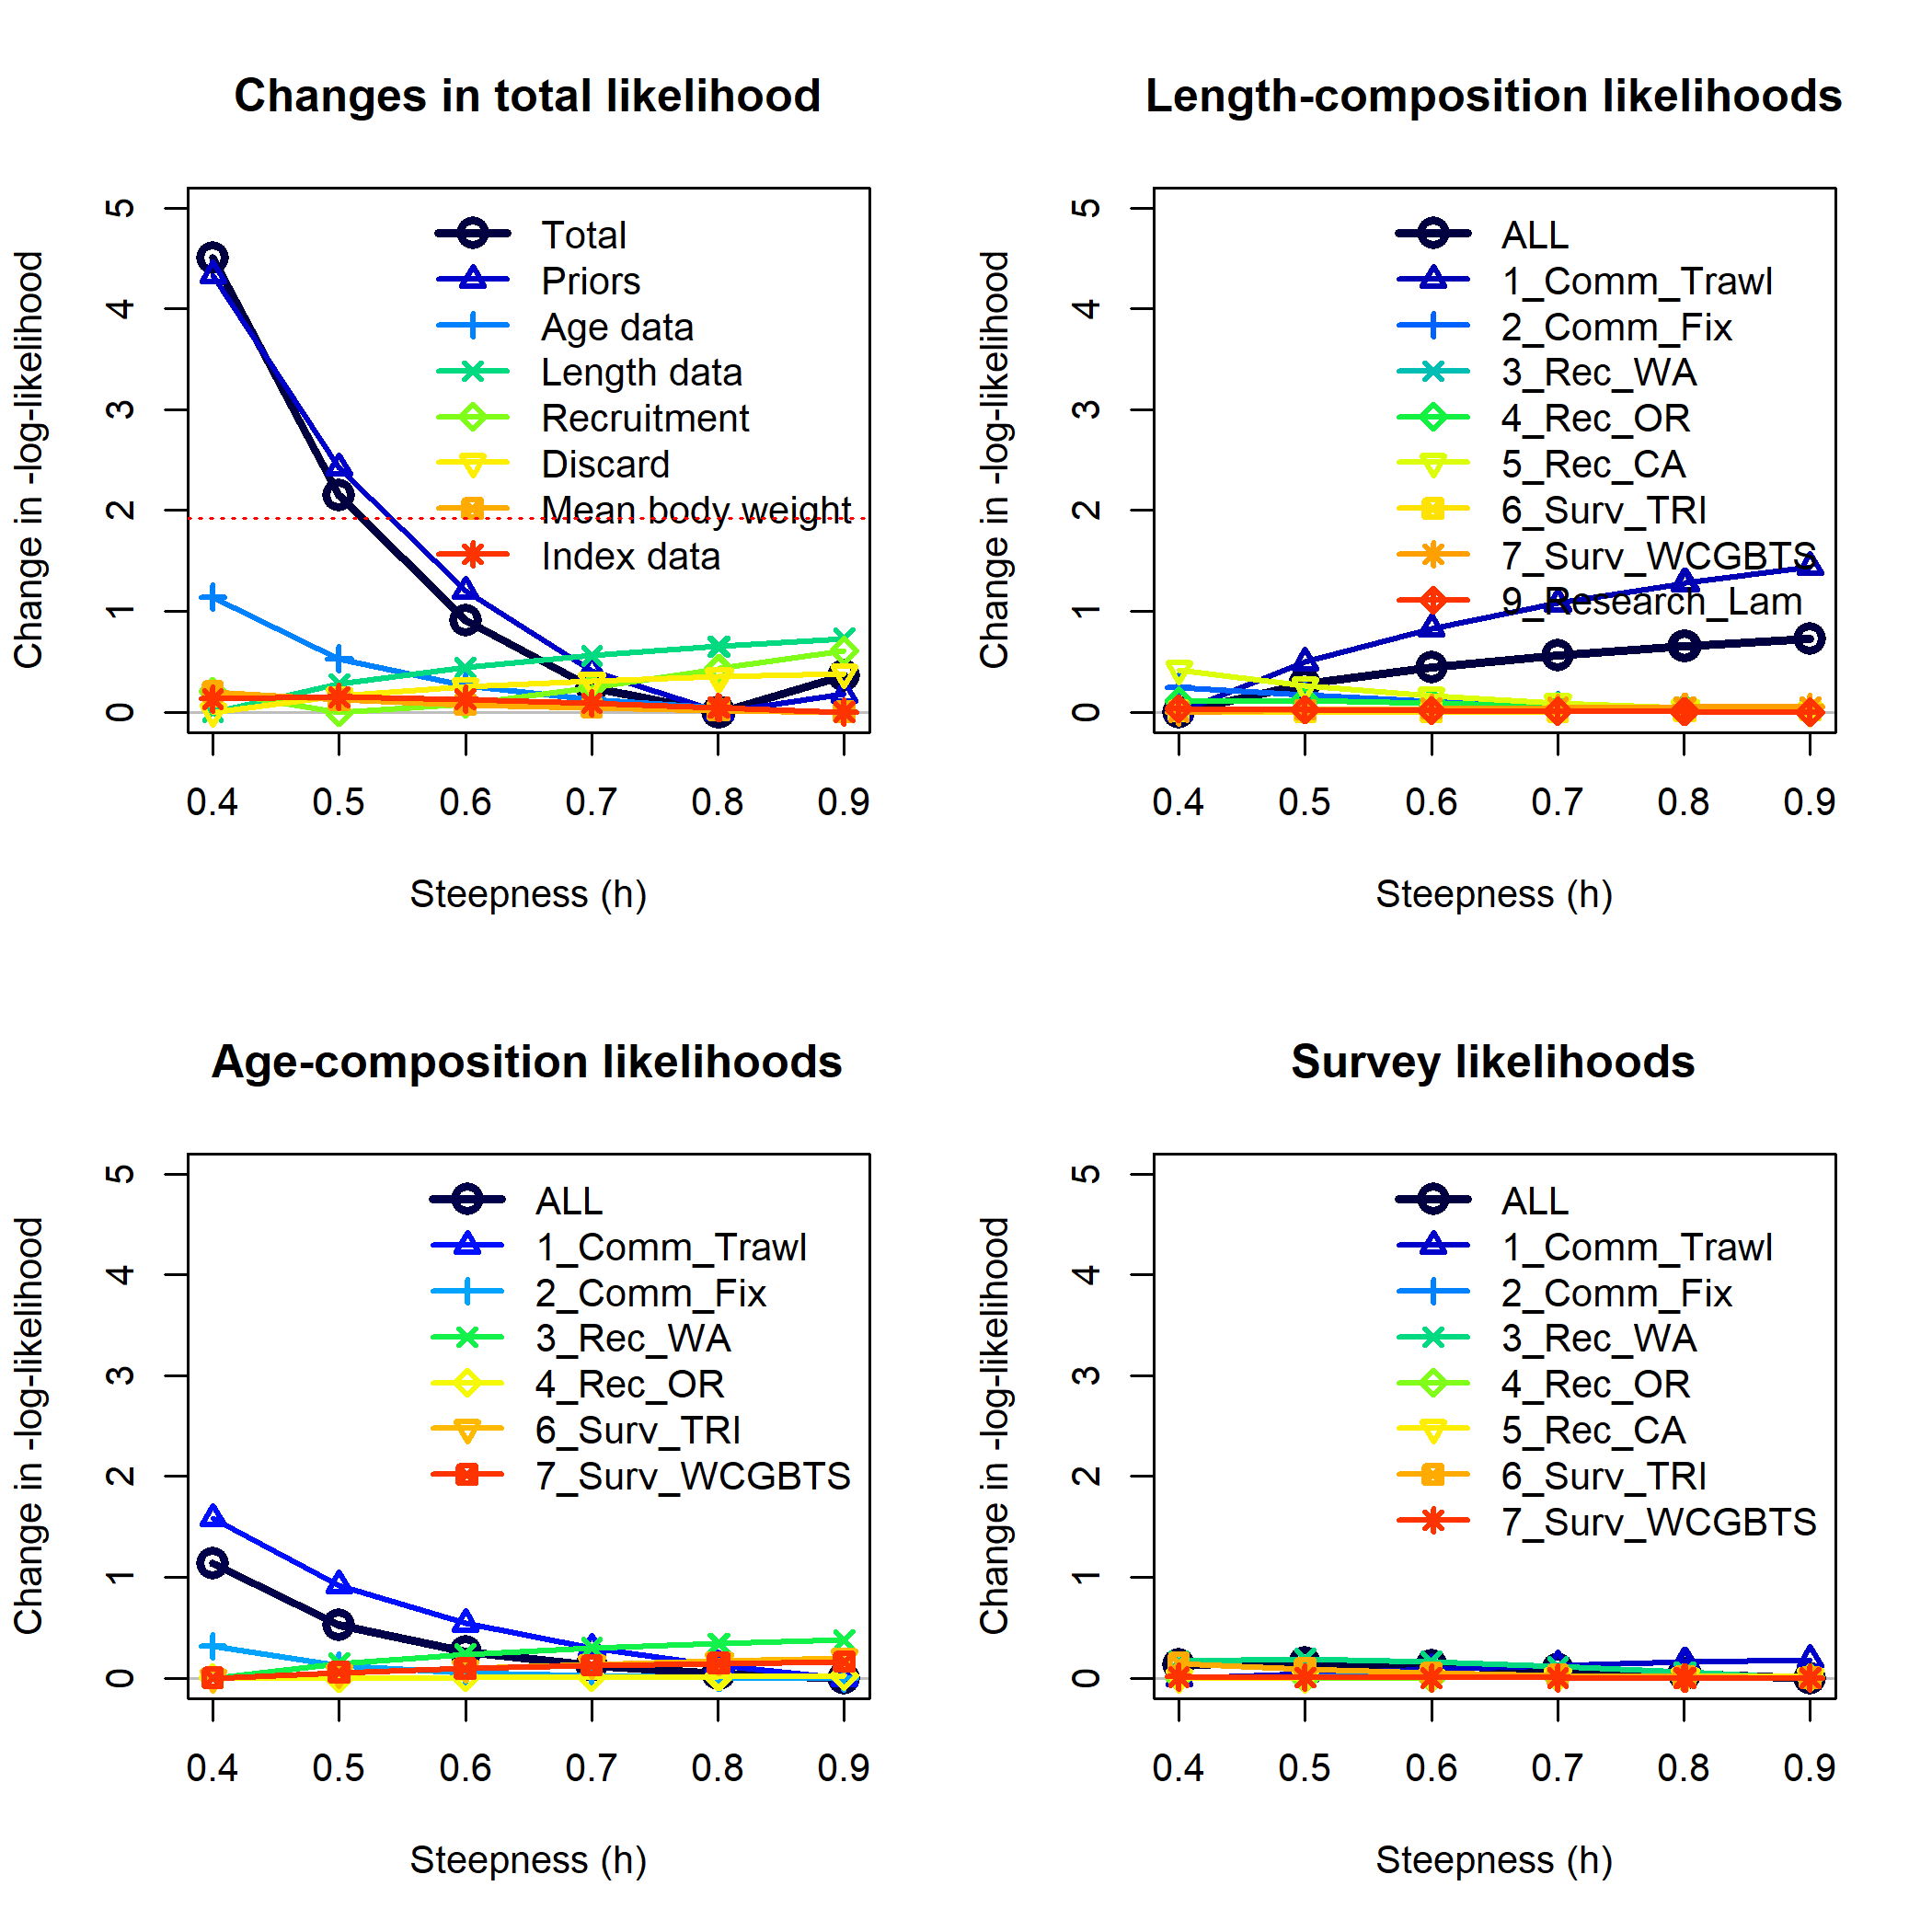 Changes in total likelihood
Change in -log-likelihood
5
4
3
2
1
0
Total
Priors
Age data
Length data
Recruitment
Discard
Mean body weight
Index data
0.4 0.5 0.6 0.7 0.8 0.9
Steepness (h)
Length-composition likelihoods
Change in -log-likelihood
5
4
3
2
1
0
ALL
1_Comm_Trawl
2_Comm_Fix
3_Rec_WA
4_Rec_OR
5_Rec_CA
6_Surv_TRI
7_Surv_WCGBTS
9_Research_Lam
0.4 0.5 0.6 0.7 0.8 0.9
Steepness (h)
Age-composition likelihoods
Change in -log-likelihood
5
4
3
2
1
0
ALL
1_Comm_Trawl
2_Comm_Fix
3_Rec_WA
4_Rec_OR
6_Surv_TRI
7_Surv_WCGBTS
0.4 0.5 0.6 0.7 0.8 0.9
Steepness (h)
Survey likelihoods
Change in -log-likelihood
5
4
3
2
1
0
ALL
1_Comm_Trawl
2_Comm_Fix
3_Rec_WA
4_Rec_OR
5_Rec_CA
6_Surv_TRI
7_Surv_WCGBTS
0.4 0.5 0.6 0.7 0.8 0.9
Steepness (h)